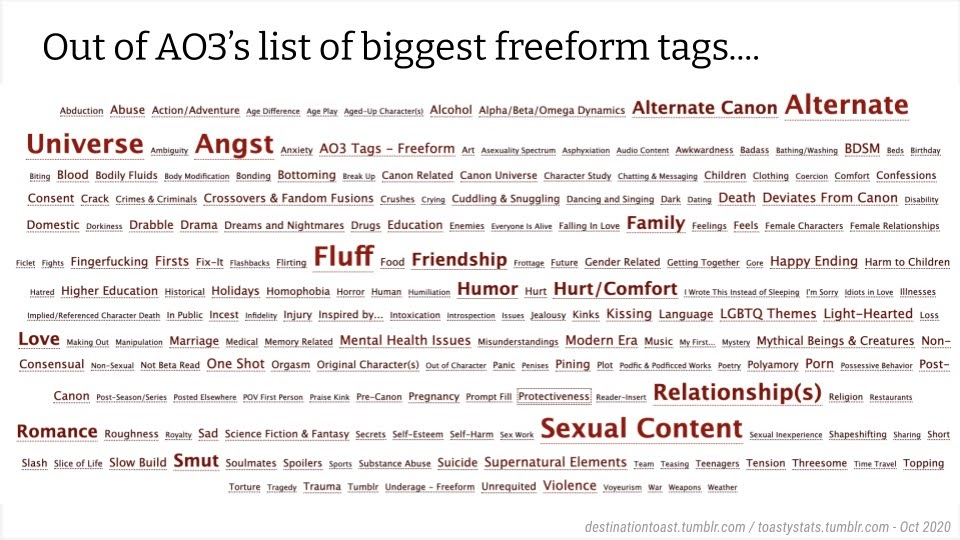 Out of AO3's list of biggest freeform tags....
Abduction Abuse Action/Adventure Age Difference Age Play Aged-Up Character(s) Alcohol Alpha/Beta/Omega Dynamics Alternate Canon Alternate
Universe Ambiguity Angst Anxiety AO3 Tags - Freeform Art Asexuality Spectrum Asphyxiation Audio Content Awkwardness Badass Bathing/Washing BDSM Beds Birthday
Biting Blood Bodily Fluids Body Modification Bonding Bottoming Break Up Canon Related Canon Universe Character Study Chatting & Messaging Children Clothing Coercion Comfort Confessions
Consent Crack Crimes & Criminals Crossovers & Fandom Fusions Crushes Crying Cuddling & Snuggling Dancing and Singing Dark Dating Death Deviates From Canon Disability
Domestic Dorkiness Drabble Drama Dreams and Nightmares Drugs Education Enemies Everyone Is Alive Falling In Love Family Feelings Feels Female Characters Female Relationships
Ficlet Fights Fingerfucking Firsts Fix-It Flashbacks Flirting Fluff Food Friendship Frottage Future Gender Related Getting Together Gore Happy Ending Harm to Children
Hatred Higher Education Historical Holidays Homophobia Horror Human Humiliation Humor Hurt Hurt/Comfort I Wrote This Instead of Sleeping I'm Sorry Idiots in Love Illnesses
Implied/Referenced Character Death In Public Incest Infidelity Injury Inspired by... Intoxication Introspection Issues Jealousy Kinks Kissing Language LGBTQ Themes Light-Hearted Loss
Love Making Out Manipulation Marriage Medical Memory Related Mental Health Issues Misunderstandings Modern Era Music My First... Mystery Mythical Beings & Creatures Non-
Consensual Non-Sexual Not Beta Read One Shot Orgasm Original Character(s) Out of Character Panic Penises Pining Plot Podfic & Podficced Works Poetry Polyamory Porn Possessive Behavior Post-
Canon Post-Season/Series Posted Elsewhere POV First Person Praise Kink Pre-Canon Pregnancy Prompt Fill Protectiveness Reader-Insert Relationship(s) Religion Restaurants
Romance Roughness Royalty Sad Science Fiction & Fantasy Secrets Self-Esteem Self-Harm Sex Work Sexual Content Sexual Inexperience Shapeshifting Sharing Short
Slash Slice of Life Slow Build Smut Soulmates Spoilers Sports Substance Abuse Suicide Supernatural Elements Team Teasing Teenagers Tension Threesome Time Travel Topping
Torture Tragedy Trauma Tumblr Underage - Freeform Unrequited Violence Voyeurism War Weapons Weather
destinationtoast.tumblr.com / toastystats.tumblr.com - Oct 2020